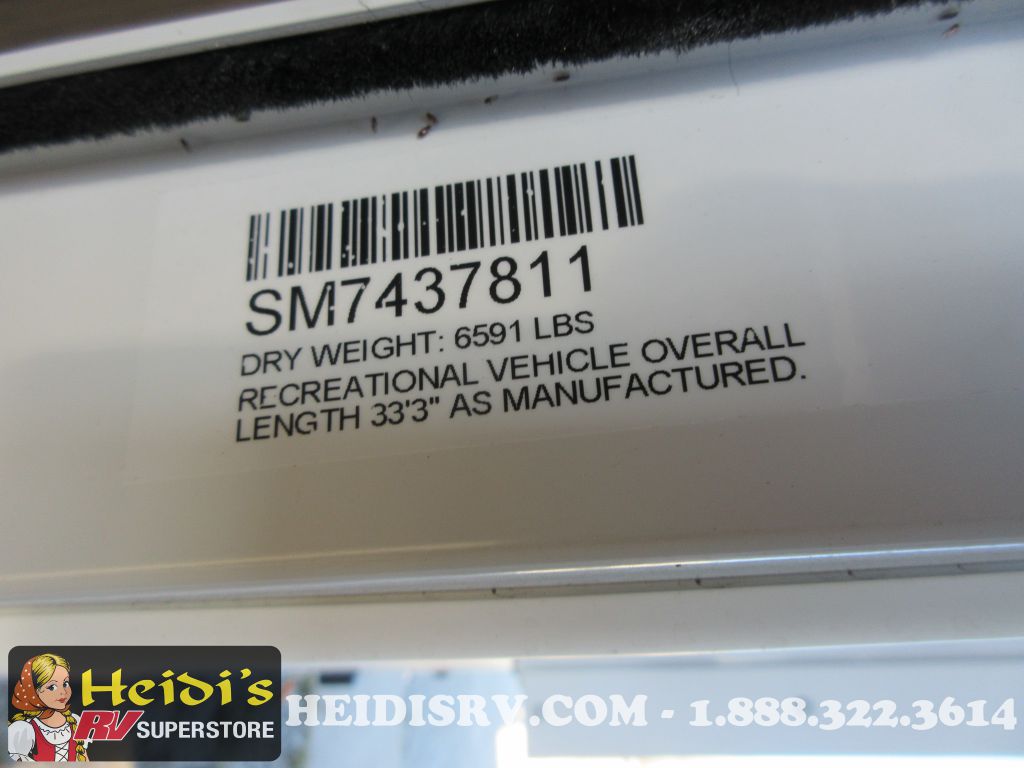 SM7437811
DRY WEIGHT: 6591 LBS
RECREATIONAL VEHICLE OVERALL
LENGTH 33'3" AS MANUFACTURED.
Heidi's
RV SUPERSTORE
HEIDISRV.COM - 1.888.322.3614